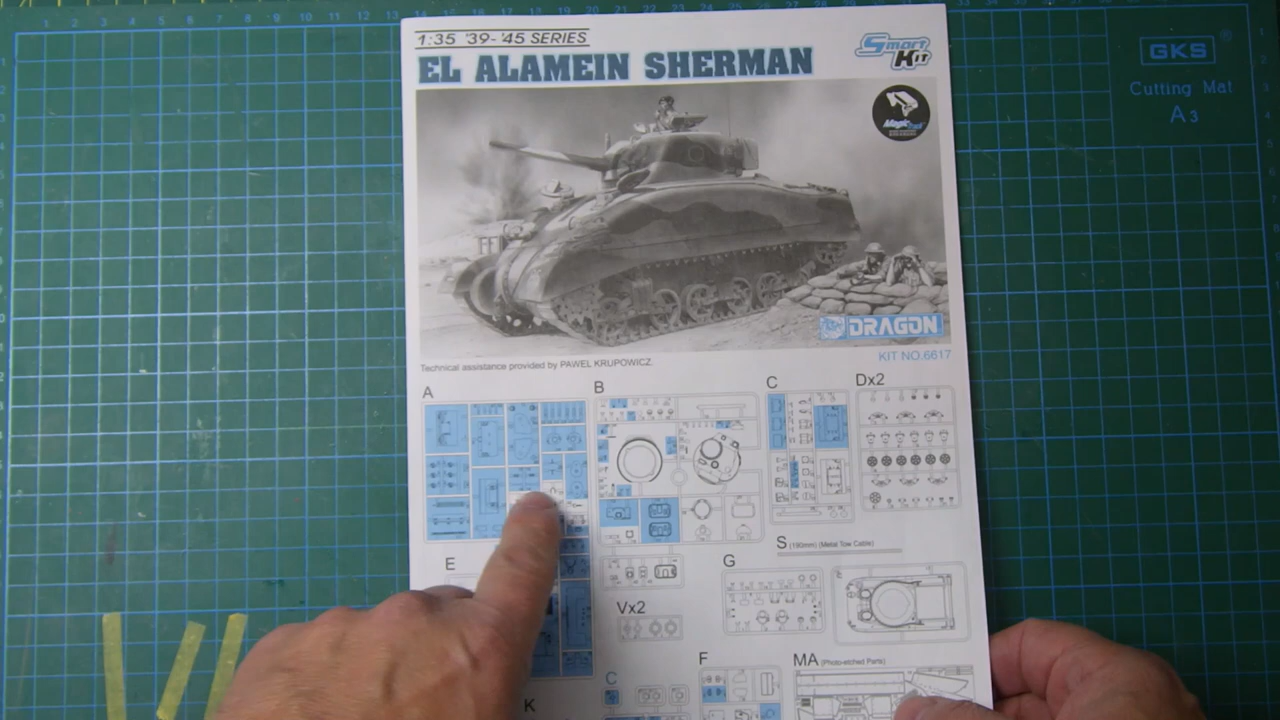 1:35 '39-'45 SERIES
EL ALAMEIN SHERMAN
Smart Kit
Magic
DRAGON
KIT NO.6617
Technical assistance provided by PAWEL KRUPOWICZ.
A
B
C
Dx2
E
S (190mm) (Metal Tow Cable)
G
Vx2
F
MA (Photo-etched Parts)
C
K
GKS
Cutting Mat
A3